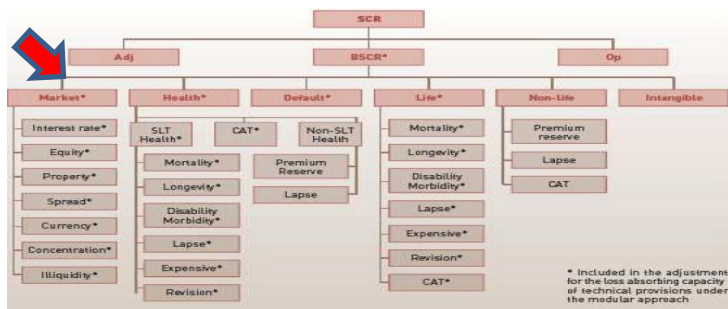 SCR
Adj BSCR* Op
Market* Health* Default* Life* Non-life Intangible
Interest rate*
Equity*
Property*
Spread*
Currency*
Concentration*
Illiquidity*
SLT
Health*
CAT*
Non-SLT
Health
Mortality*
Longevity*
Disability
Morbidity*
Lapse*
Expensive*
Revision*
Premium
Reserve
Lapse
Mortality*
Longevity*
Disability
Morbidity*
Lapse*
Expensive*
Revision*
CAT*
Premium
reserve
Lapse
CAT
* Included in the adjustment
for the loss absorbing capacity
of technical provisions under
the modular approach